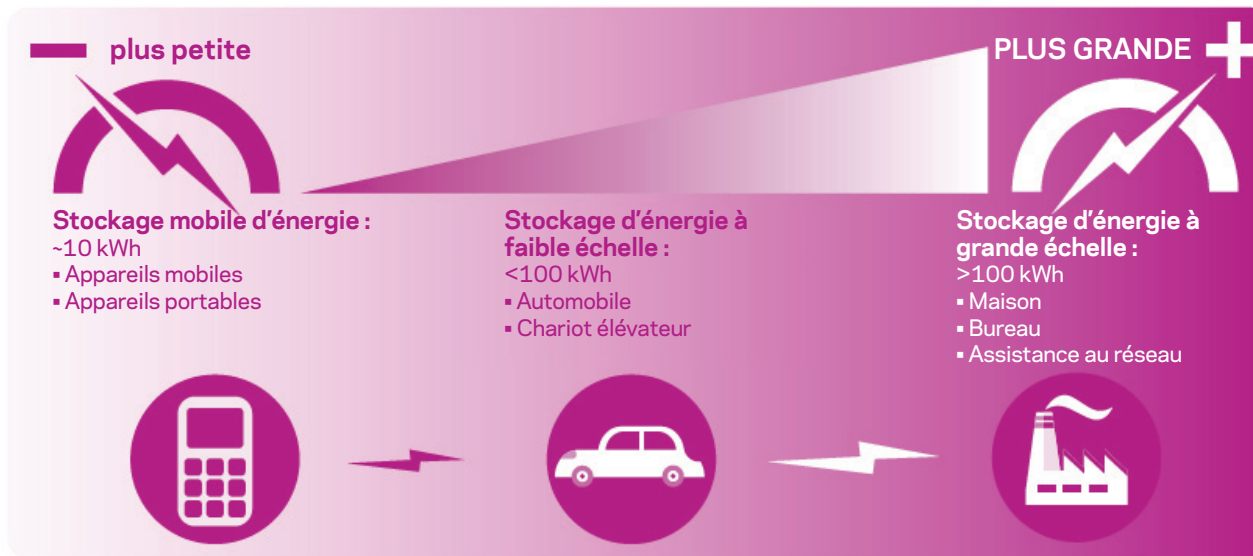 plus petite
PLUS GRANDE
Stockage mobile d'énergie :
~10 kWh
▪ Appareils mobiles
▪ Appareils portables
Stockage d'énergie à
faible échelle :
<100 kWh
▪ Automobile
▪ Chariot élévateur
Stockage d'énergie à
grande échelle :
>100 kWh
▪ Maison
▪ Bureau
▪ Assistance au réseau